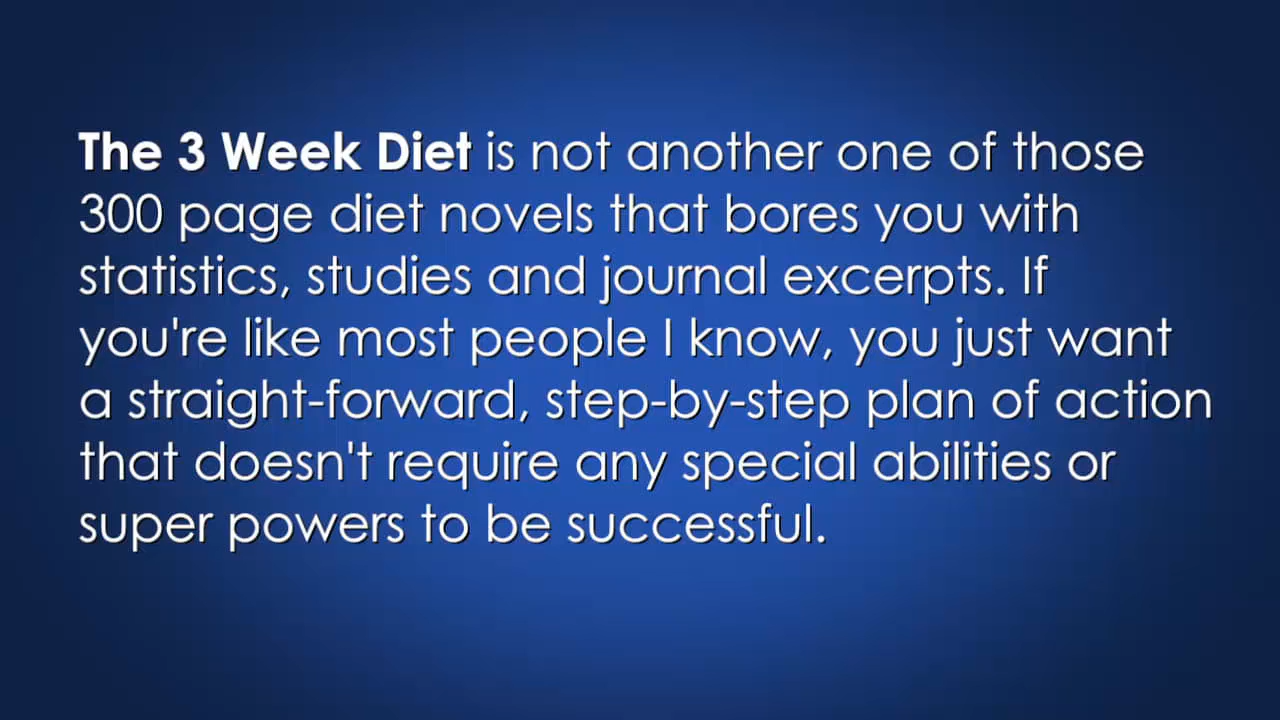 The 3 Week Diet is not another one of those
300 page diet novels that bores you with
statistics, studies and journal excerpts. If
you're like most people I know, you just want
a straight-forward, step-by-step plan of action
that doesn't require any special abilities or
super powers to be successful.